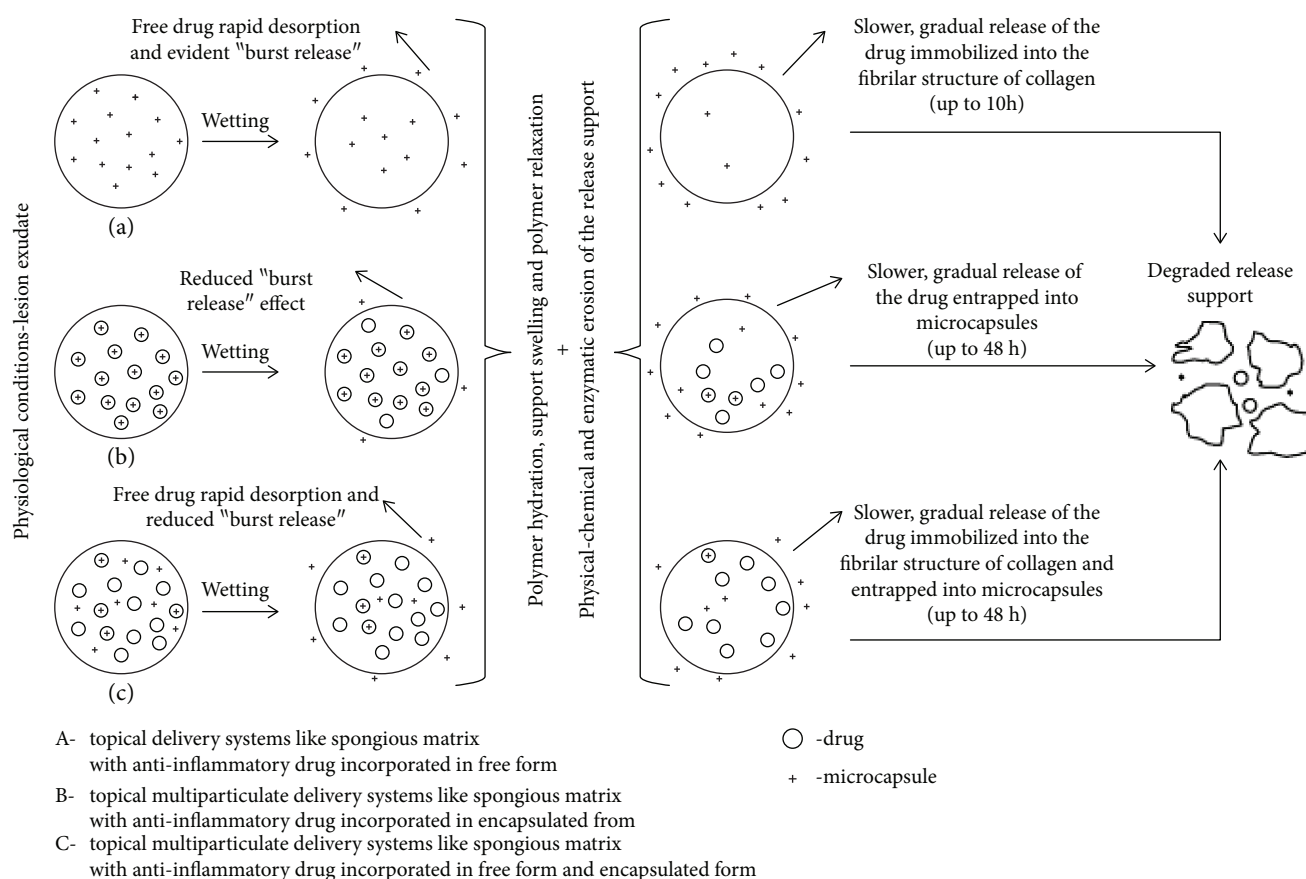 Physiological conditions-lesion exudate
Free drug rapid desorption
and evident "burst release"
Wetting
(a)
Reduced "burst
release" effect
Wetting
(b)
Free drug rapid desorption and
reduced "burst release"
Wetting
(c)
Polymer hydration, support swelling and polymer relaxation
+
Physical-chemical and enzymatic erosion of the release support
Slower, gradual release of the
drug immobilized into the
fibrilar structure of collagen
(up to 10h)
Slower, gradual release of
the drug entrapped into
microcapsules
(up to 48 h)
Slower, gradual release of the
drug immobilized into the
fibrilar structure of collagen and
entrapped into microcapsules
(up to 48 h)
Degraded release
support
A- topical delivery systems like spongious matrix
with anti-inflammatory drug incorporated in free form
B- topical multiparticulate delivery systems like spongious matrix
with anti-inflammatory drug incorporated in encapsulated from
C- topical multiparticulate delivery systems like spongious matrix
with anti-inflammatory drug incorporated in free form and encapsulated form
-drug
+ -microcapsule